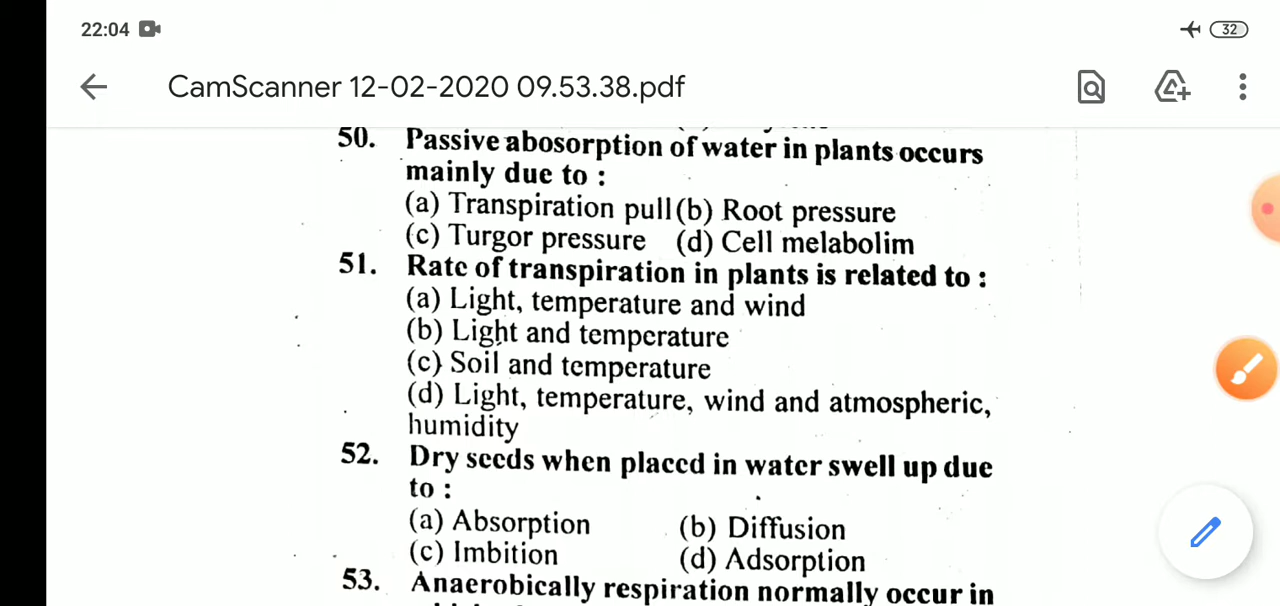 22:04
32
CamScanner 12-02-2020 09.53.38.pdf
50. Passive abosorption of water in plants occurs
mainly due to :
(a) Transpiration pull (b) Root pressure
(c) Turgor pressure (d) Cell melabolim
51. Rate of transpiration in plants is related to :
(a) Light, temperature and wind
(b) Light and temperature
(c) Soil and temperature
(d) Light, temperature, wind and atmospheric,
humidity
52. Dry seeds when placed in water swell up due
to :
(a) Absorption (b) Diffusion
(c) Imbition (d) Adsorption
53. Anaerobically respiration normally occur in